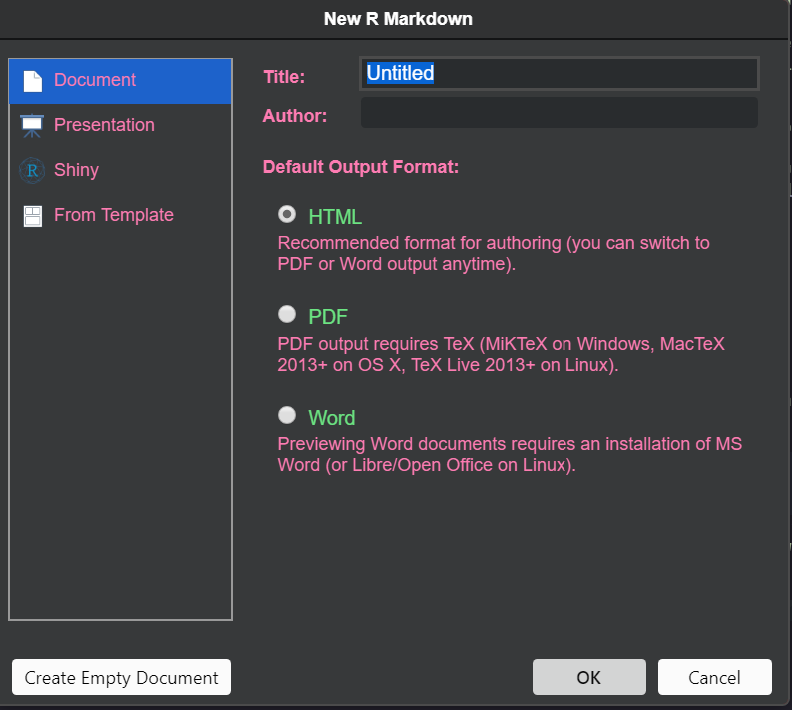 New R Markdown
Document
Presentation
Shiny
From Template
Title:
Untitled
Author:
Default Output Format:
HTML
Recommended format for authoring (you can switch to
PDF or Word output anytime).
PDF
PDF output requires TeX (MiKTeX on Windows, MacTeX
2013+ on OS X, TeX Live 2013+ on Linux).
Word
Previewing Word documents requires an installation of MS
Word (or Libre/Open Office on Linux).
Create Empty Document
OK
Cancel